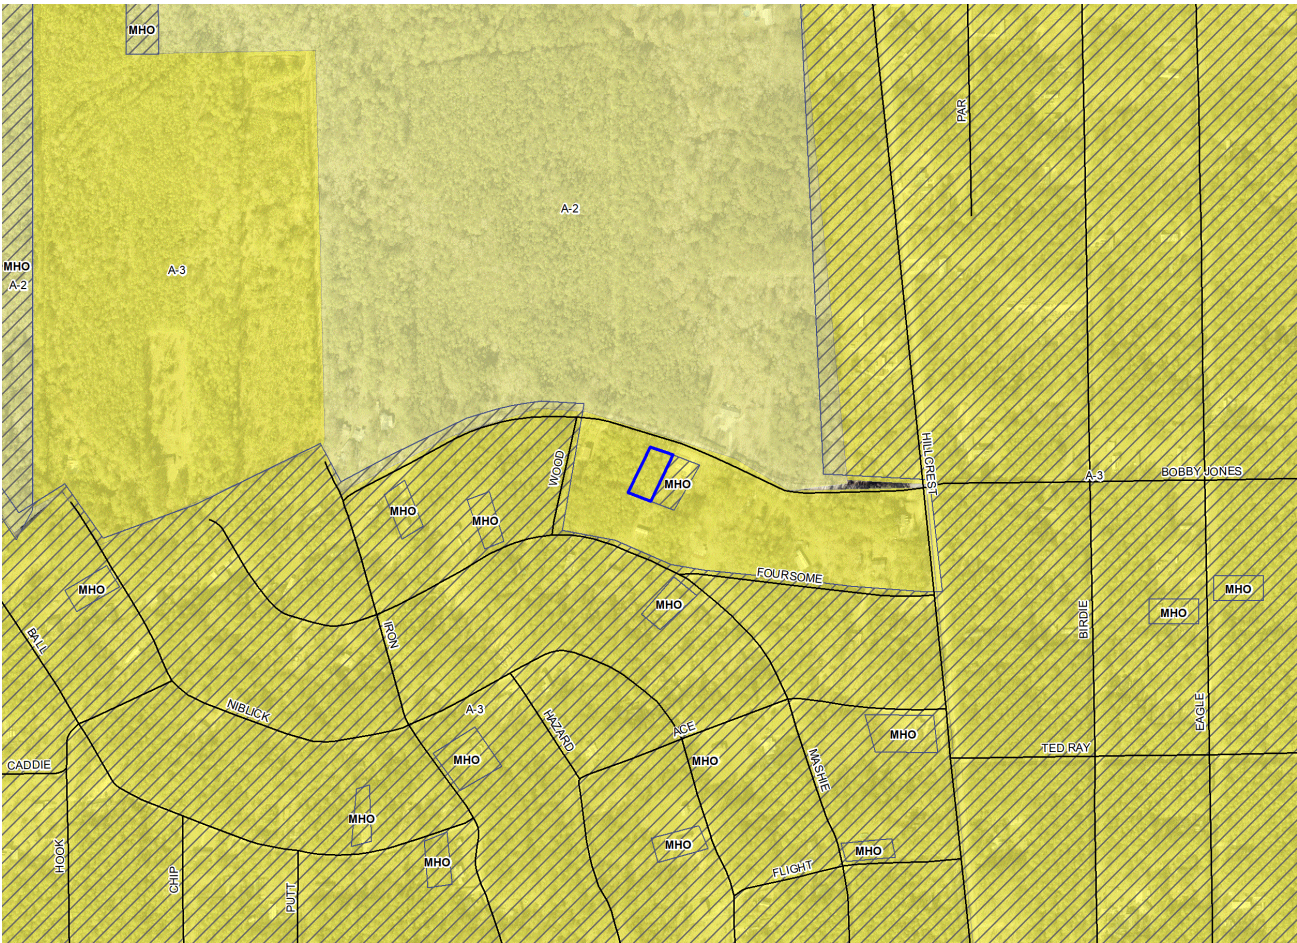 MHO
PAR
A-2
MHO
A-3
A-2
HILLCREST
WOOD
A-3
BOBBY JONES
MHO
MHO
MHO
FOURSOME
MHO
MHO
MHO
MHO
BIRDIE
BALL
IRON
NIBLICK
A-3
HAZARD
ACE
EAGLE
MHO
TED RAY
CADDIE
MHO
MHO
MASHIE
MHO
MHO
HOOK
MHO
MHO
FLIGHT
CHIP
PUTT